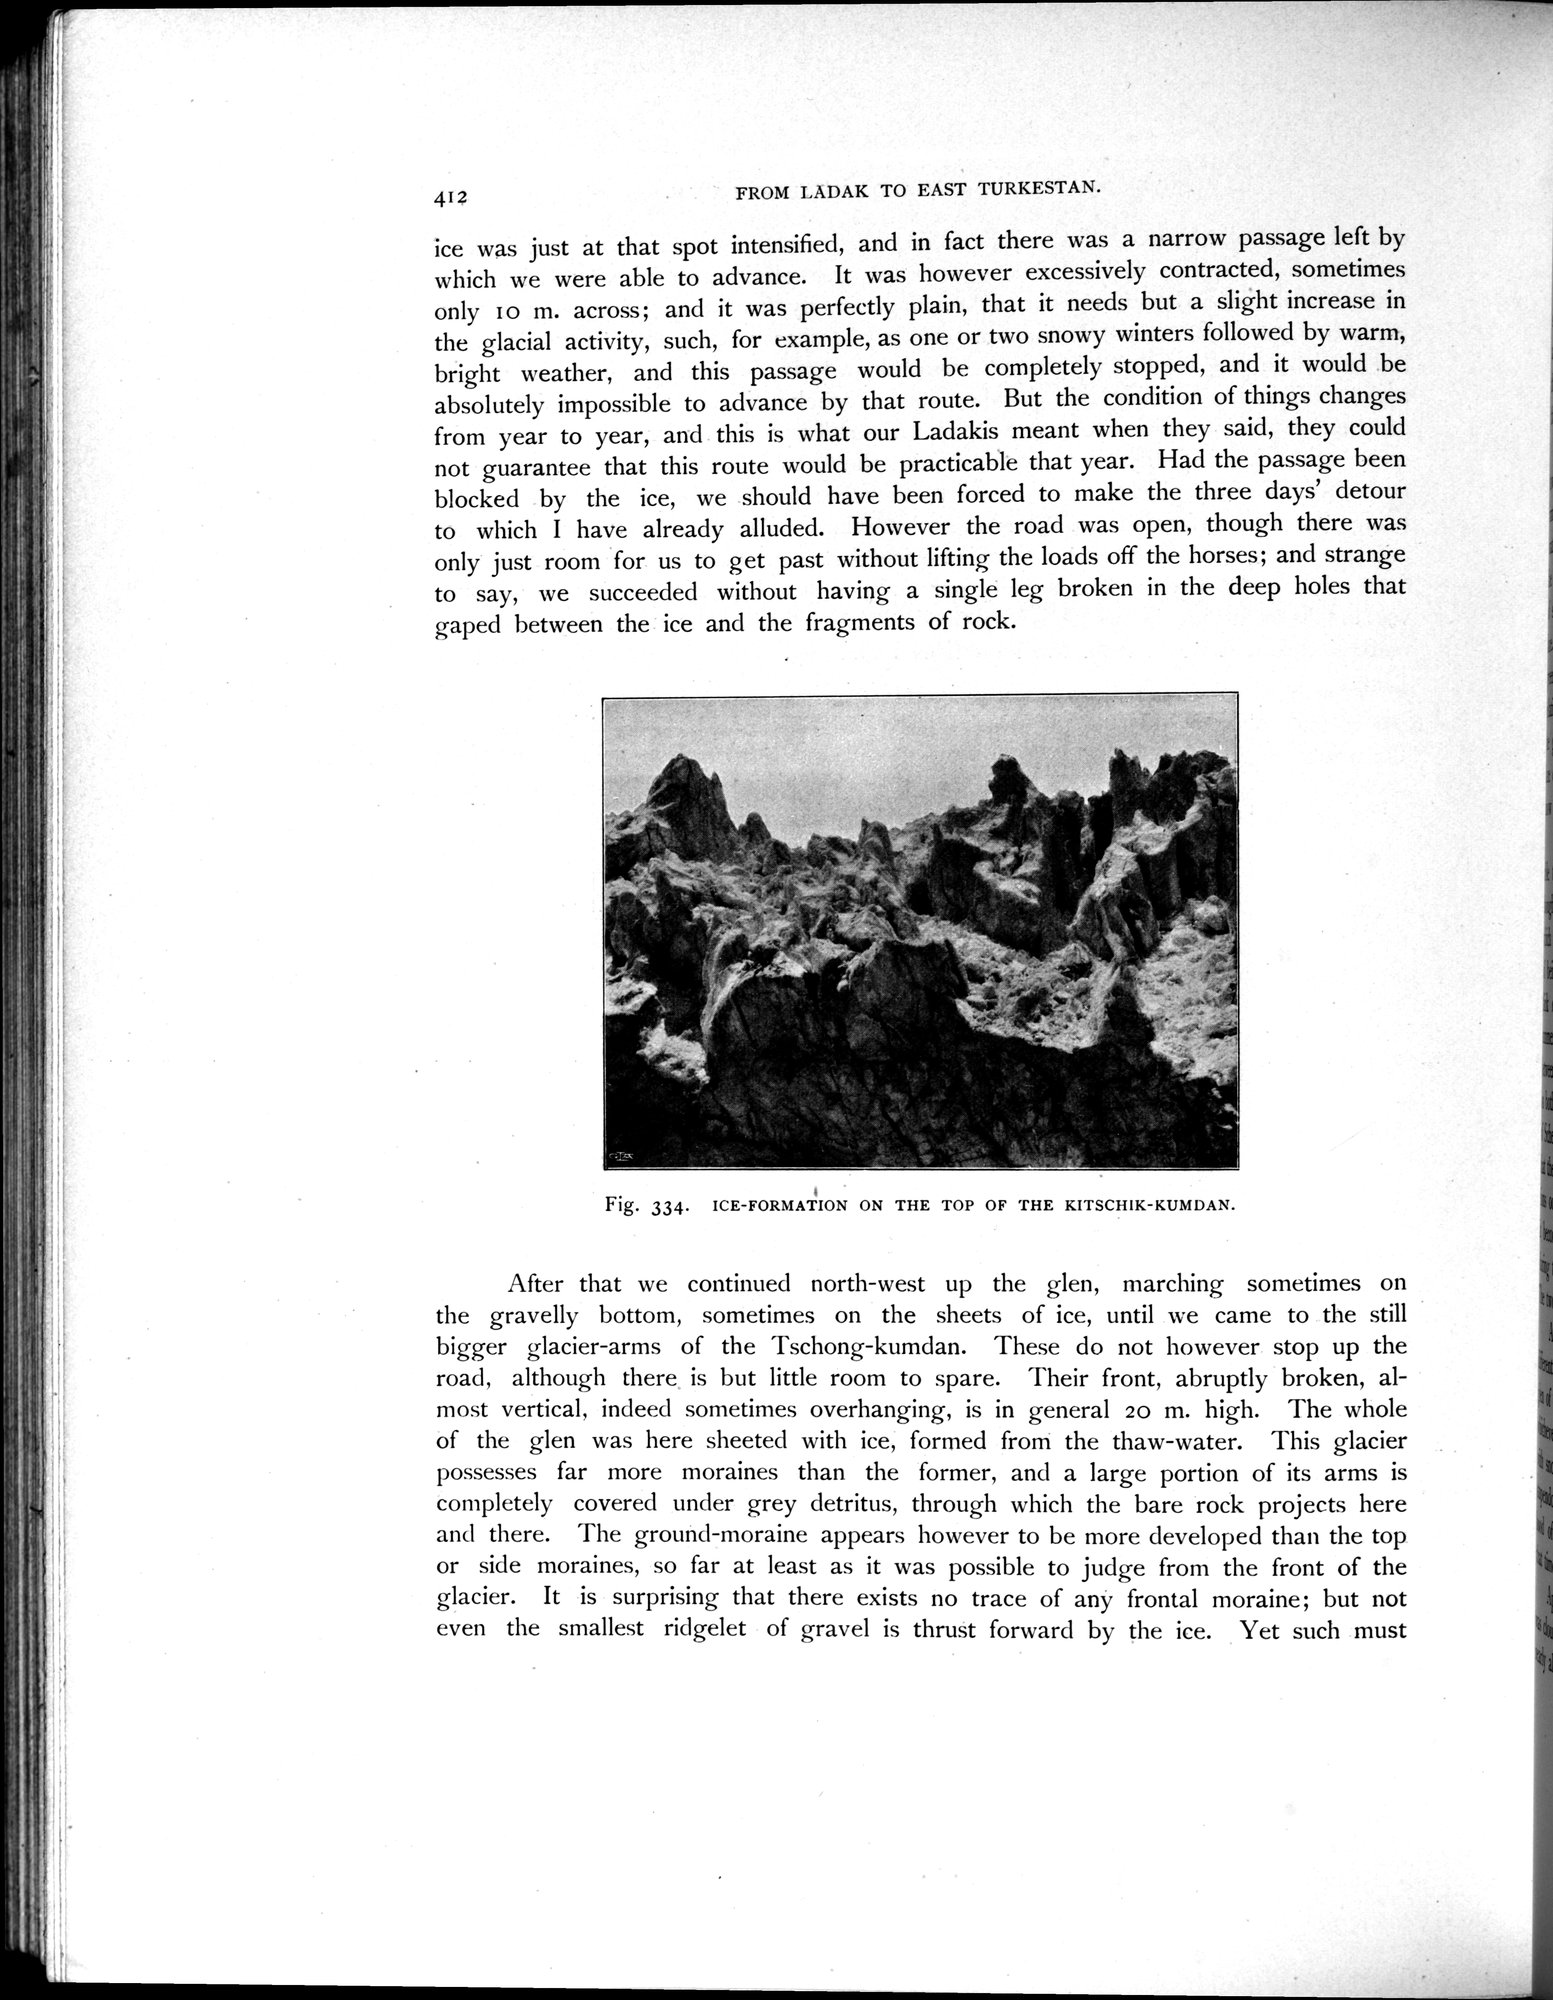 412
FROM LADAK TO EAST TURKESTAN.
ice was just at that spot intensified, and in fact there was a narrow passage left by
which we were able to advance. It was however excessively contracted, sometimes
only 10 m. across; and it was perfectly plain, that it needs but a slight increase in
the glacial activity, such, for example, as one or two snowy winters followed by warm,
bright weather, and this passage would be completely stopped, and it would be
absolutely impossible to advance by that route. But the condition of things changes
from year to year, and this is what our Ladakis meant when they said, they could
not guarantee that this route would be practicable that year. Had the passage been
blocked by the ice, we should have been forced to make the three days' detour
to which I have already alluded. However the road was open, though there was
only just room for us to get past without lifting the loads off the horses; and strange
to say, we succeeded without having a single leg broken in the deep holes that
gaped between the ice and the fragments of rock.
Fig. 334. ICE-FORMATION ON THE TOP OF THE KITSCHIK-KUMDAN.
After that we continued north-west up the glen, marching sometimes on
the gravelly bottom, sometimes on the sheets of ice, until we came to the still
bigger glacier-arms of the Tschong-kumdan. These do not however stop up the
road, although there is but little room to spare. Their front, abruptly broken, al-
most vertical, indeed sometimes overhanging, is in general 20 m. high. The whole
of the glen was here sheeted with ice, formed from the thaw-water. This glacier
possesses far more moraines than the former, and a large portion of its arms is
completely covered under grey detritus, through which the bare rock projects here
and there. The ground-moraine appears however to be more developed than the top
or side moraines, so far at least as it was possible to judge from the front of the
glacier. It is surprising that there exists no trace of any frontal moraine; but not
even the smallest ridgelet of gravel is thrust forward by the ice. Yet such must